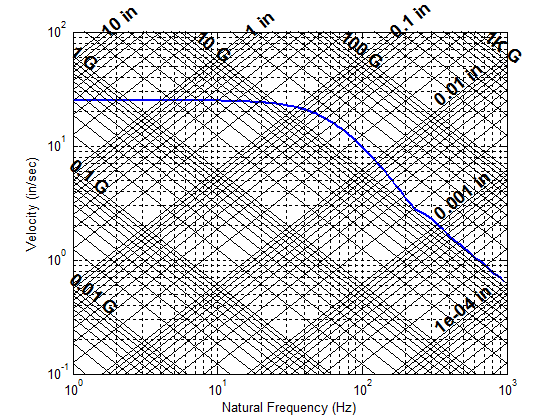 10 in
1 in
0.1 in
10²
1 G
10 G
100 G
1K G
0.01 in
10¹
0.1 G
0.001 in
Velocity (in/sec)
10⁰
0.01 G
1e-04 in
10⁻¹
10⁰
10¹
10²
10³
Natural Frequency (Hz)